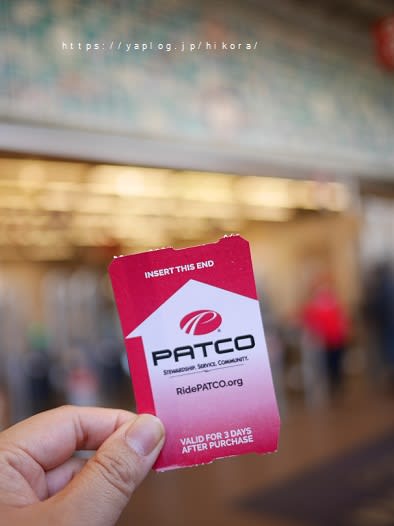 https://yaplog.jp/hikora/
INSERT THIS END
PATCO
STEWARDSHIP. SERVICE. COMMUNITY.
RidePATCO.org
VALID FOR 3 DAYS
AFTER PURCHASE